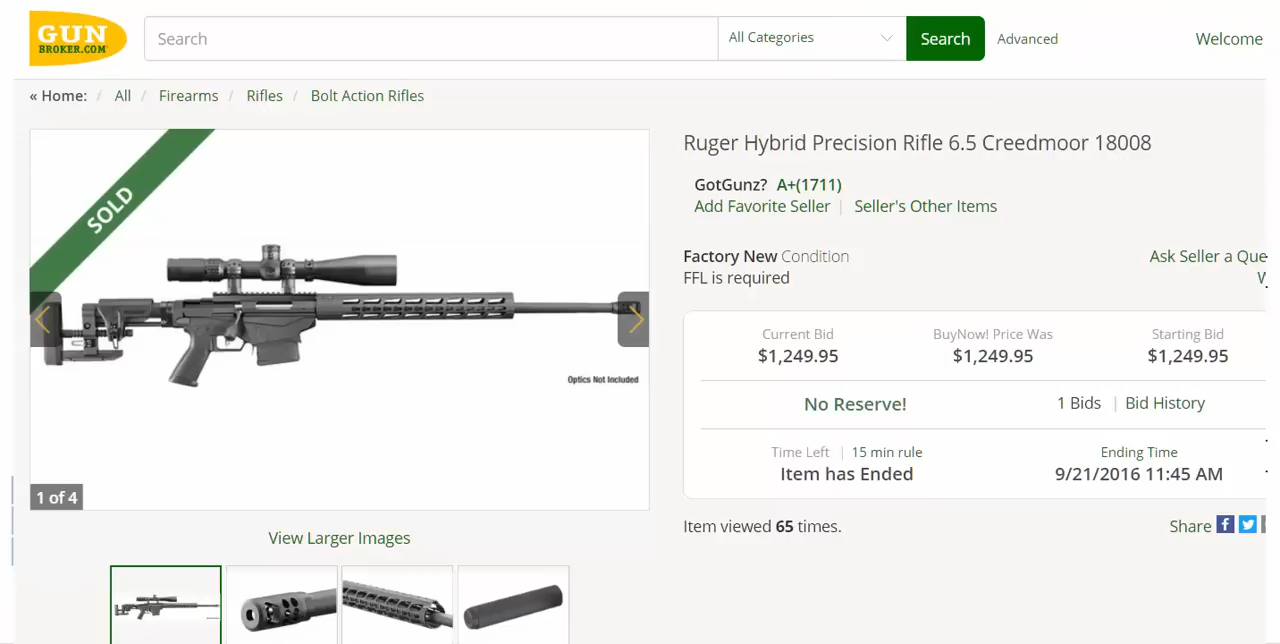 GUN
BROKER.COM
Search
All Categories
Search
Advanced
Welcome
« Home: / All / Firearms / Rifles / Bolt Action Rifles
SOLD
Optics Not Included
1 of 4
View Larger Images
Ruger Hybrid Precision Rifle 6.5 Creedmoor 18008
GotGunz? A+(1711)
Add Favorite Seller | Seller's Other Items
Factory New Condition
Ask Seller a Que
FFL is required
Current Bid
$1,249.95
BuyNow! Price Was
$1,249.95
Starting Bid
$1,249.95
No Reserve!
1 Bids | Bid History
Time Left | 15 min rule
Item has Ended
Ending Time
9/21/2016 11:45 AM
Item viewed 65 times.
Share